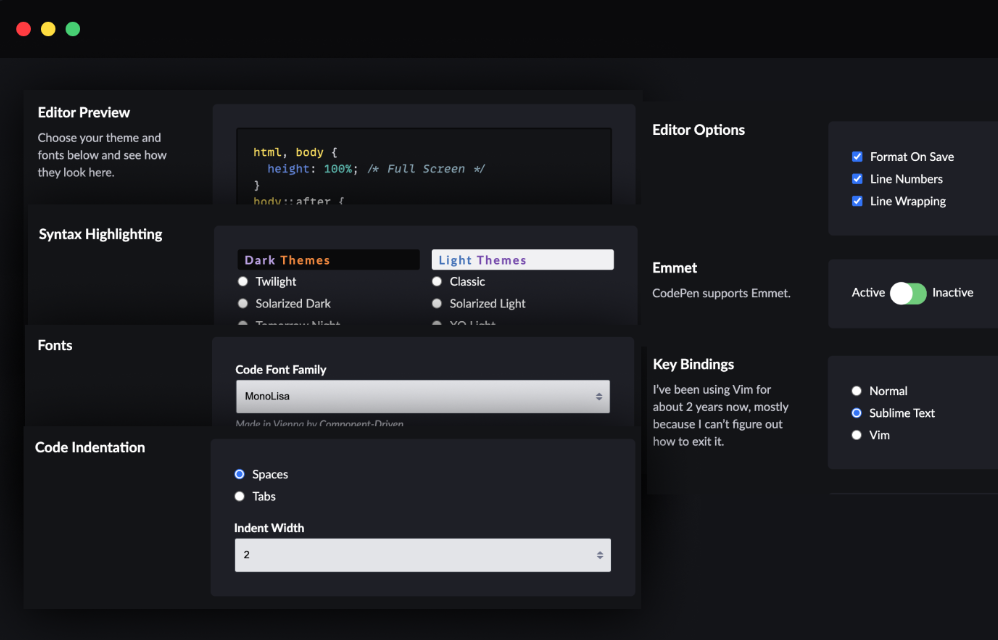 Editor Preview
Choose your theme and
fonts below and see how
they look here.
html, body {
height: 100%; /* Full Screen */
}
body::after {
Syntax Highlighting
Dark Themes
Twilight
Solarized Dark
Tomorrow Night
Light Themes
Classic
Solarized Light
XQ Light
Fonts
Code Font Family
MonoLisa
Made in Vienna by Component-Driven
Code Indentation
Spaces
Tabs
Indent Width
2
Editor Options
Format On Save
Line Numbers
Line Wrapping
Emmet
CodePen supports Emmet.
Active
Inactive
Key Bindings
I've been using Vim for
about 2 years now, mostly
because I can't figure out
how to exit it.
Normal
Sublime Text
Vim